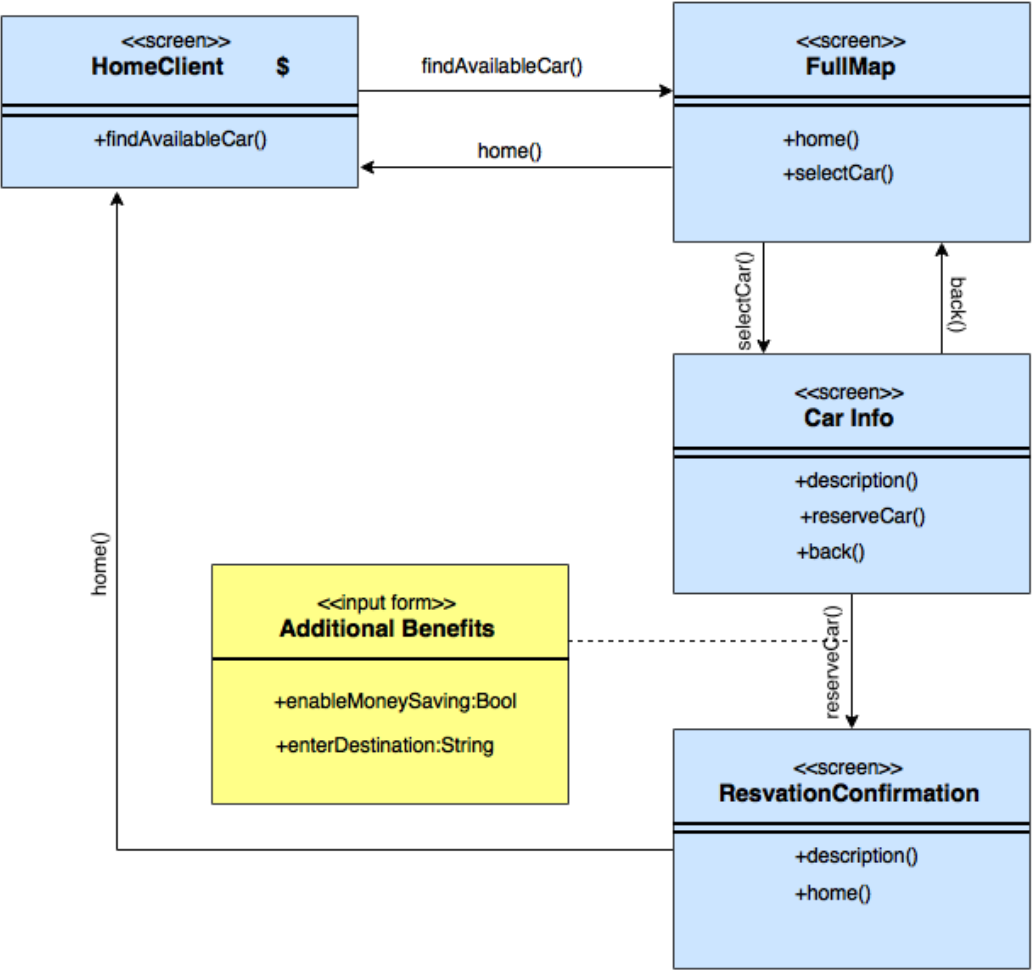 <<screen>>
HomeClient $
+findAvailableCar()
findAvailableCar()
home()
<<screen>>
FullMap
+home()
+selectCar()
selectCar()
back()
<<screen>>
Car Info
+description()
+reserveCar()
+back()
home()
<<input form>>
Additional Benefits
+enableMoneySaving:Bool
+enterDestination:String
reserveCar()
<<screen>>
ResvationConfirmation
+description()
+home()